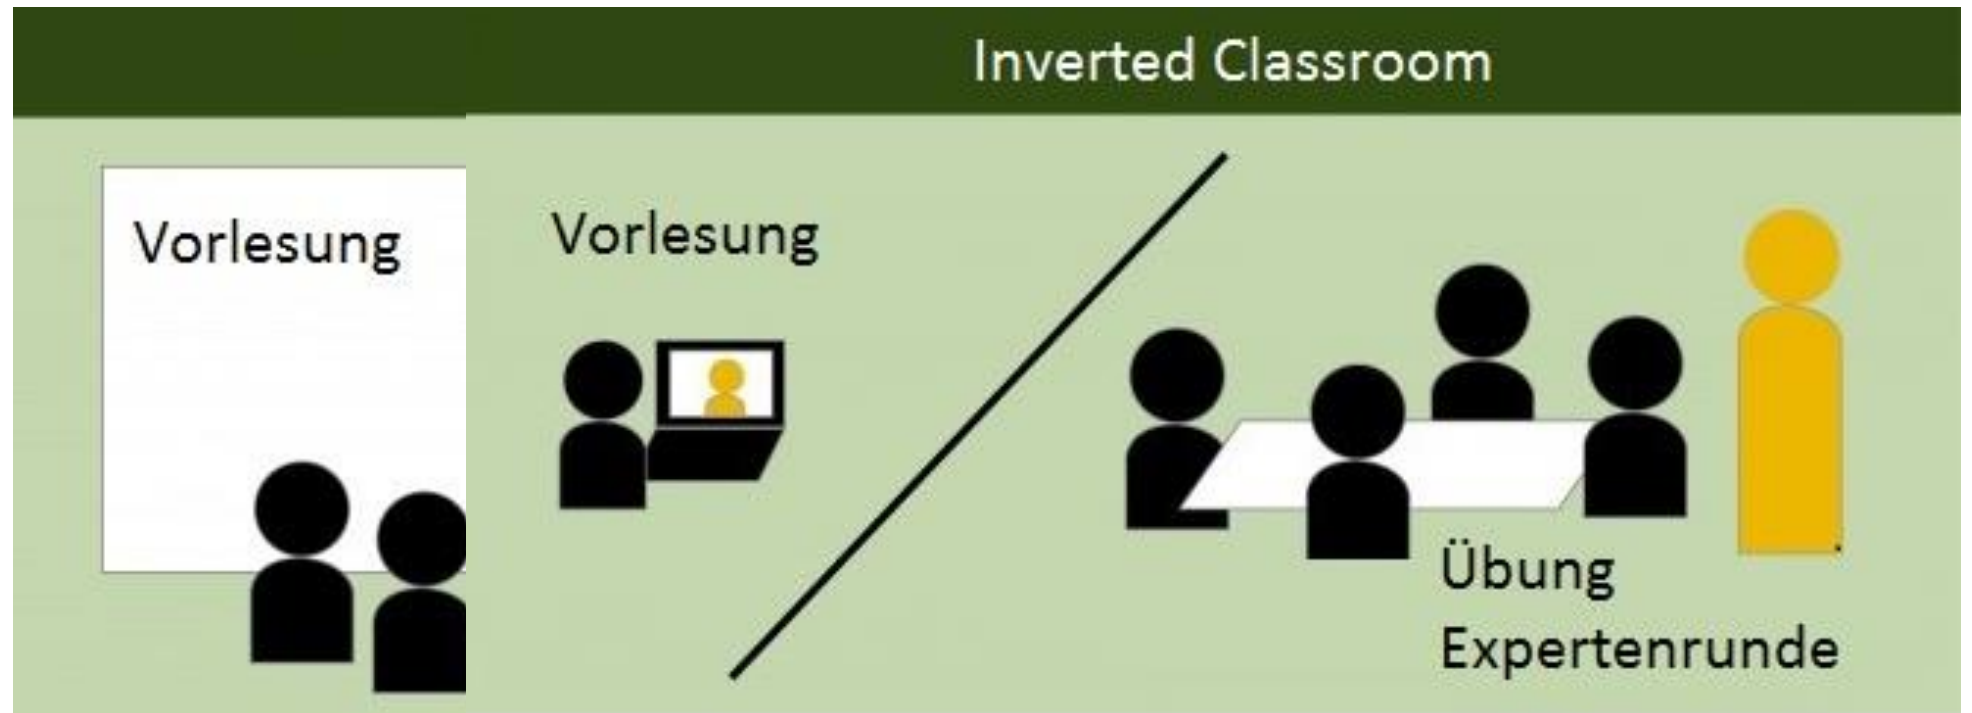 Inverted Classroom
Vorlesung
Vorlesung
Übung
Expertenrunde